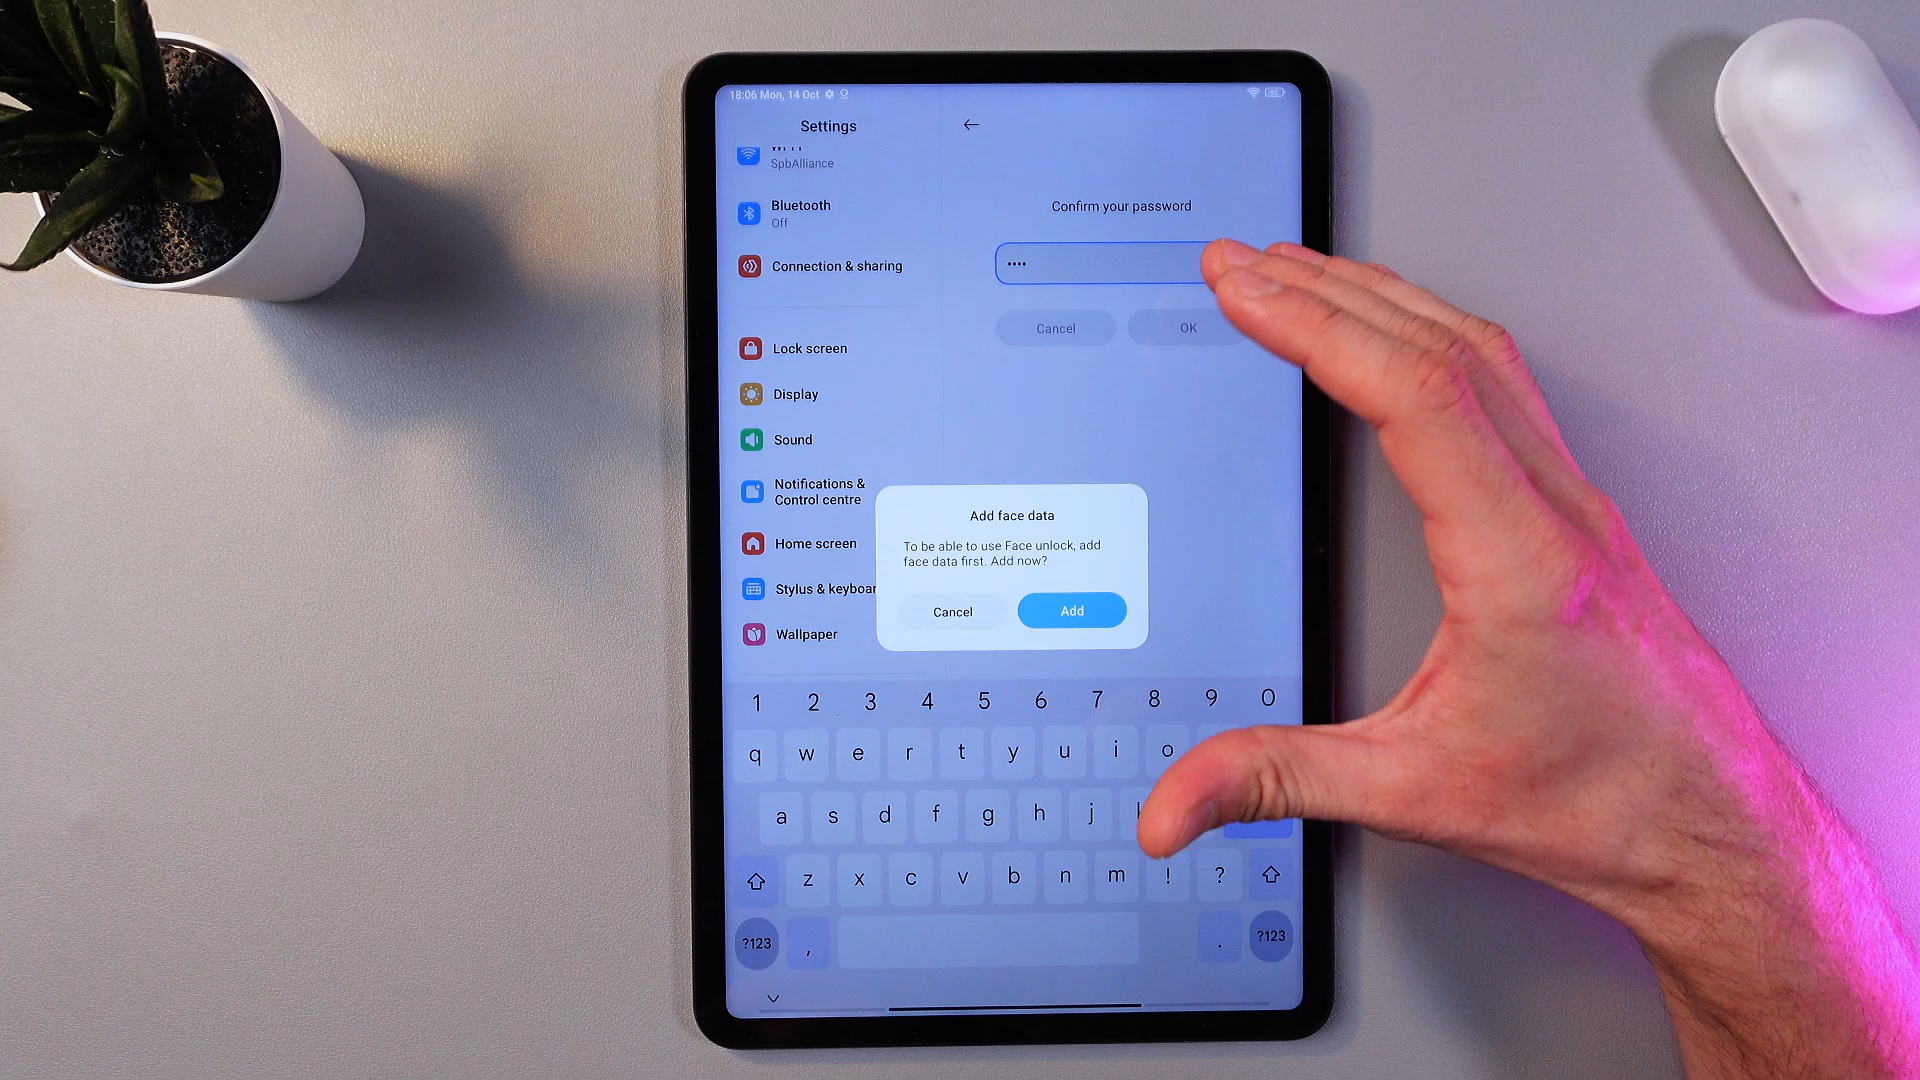 18:06 Mon, 14 Oct
Settings
SpbAlliance
Bluetooth
Off
Connection & sharing
Lock screen
Display
Sound
Notifications &
Control centre
Home screen
Stylus & keyboar
Wallpaper
Confirm your password
••••
Cancel
OK
Add face data
To be able to use Face unlock, add
face data first. Add now?
Cancel
Add
1 2 3 4 5 6 7 8 9 0
q w e r t y u i o
a s d f g h j
z x c v b n m ! ?
?123 , . ?123